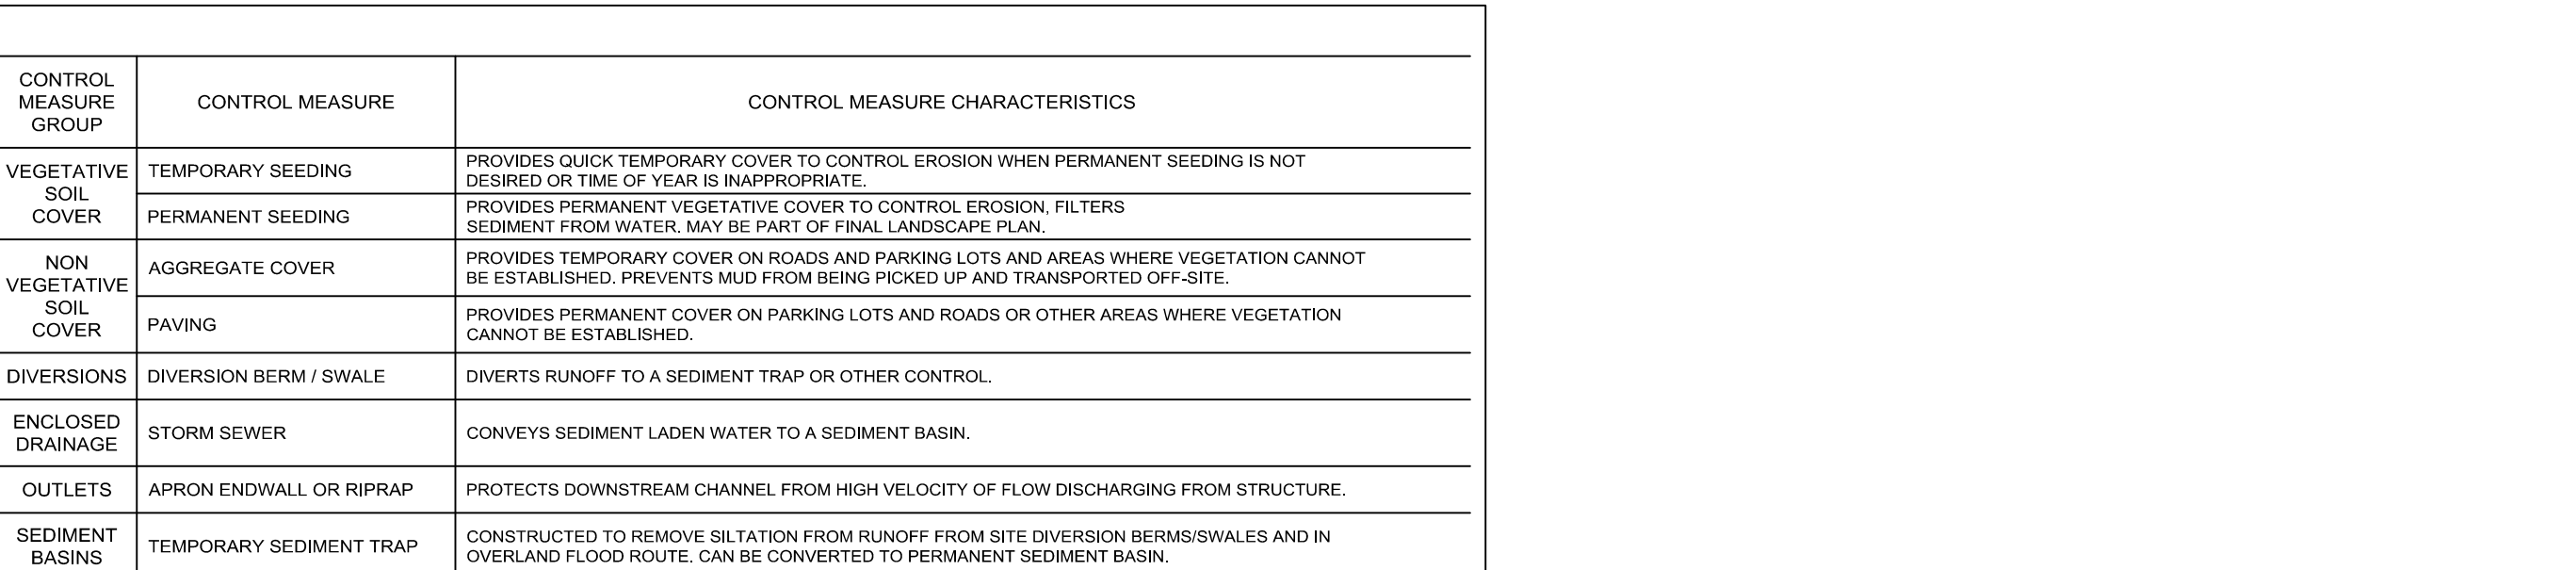 CONTROL
MEASURE
GROUP
CONTROL MEASURE
CONTROL MEASURE CHARACTERISTICS
VEGETATIVE
SOIL
COVER
TEMPORARY SEEDING
PROVIDES QUICK TEMPORARY COVER TO CONTROL EROSION WHEN PERMANENT SEEDING IS NOT
DESIRED OR TIME OF YEAR IS INAPPROPRIATE.
PERMANENT SEEDING
PROVIDES PERMANENT VEGETATIVE COVER TO CONTROL EROSION, FILTERS
SEDIMENT FROM WATER. MAY BE PART OF FINAL LANDSCAPE PLAN.
NON
VEGETATIVE
SOIL
COVER
AGGREGATE COVER
PROVIDES TEMPORARY COVER ON ROADS AND PARKING LOTS AND AREAS WHERE VEGETATION CANNOT
BE ESTABLISHED. PREVENTS MUD FROM BEING PICKED UP AND TRANSPORTED OFF-SITE.
PAVING
PROVIDES PERMANENT COVER ON PARKING LOTS AND ROADS OR OTHER AREAS WHERE VEGETATION
CANNOT BE ESTABLISHED.
DIVERSIONS
DIVERSION BERM / SWALE
DIVERTS RUNOFF TO A SEDIMENT TRAP OR OTHER CONTROL.
ENCLOSED
DRAINAGE
STORM SEWER
CONVEYS SEDIMENT LADEN WATER TO A SEDIMENT BASIN.
OUTLETS
APRON ENDWALL OR RIPRAP
PROTECTS DOWNSTREAM CHANNEL FROM HIGH VELOCITY OF FLOW DISCHARGING FROM STRUCTURE.
SEDIMENT
BASINS
TEMPORARY SEDIMENT TRAP
CONSTRUCTED TO REMOVE SILTATION FROM RUNOFF FROM SITE DIVERSION BERMS/SWALES AND IN
OVERLAND FLOOD ROUTE. CAN BE CONVERTED TO PERMANENT SEDIMENT BASIN.